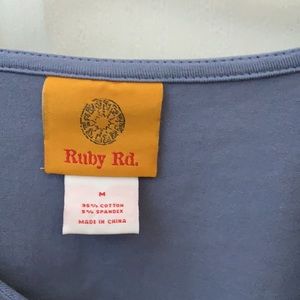 Ruby Rd.
M
95% COTTON
5% SPANDEX
MADE IN CHINA